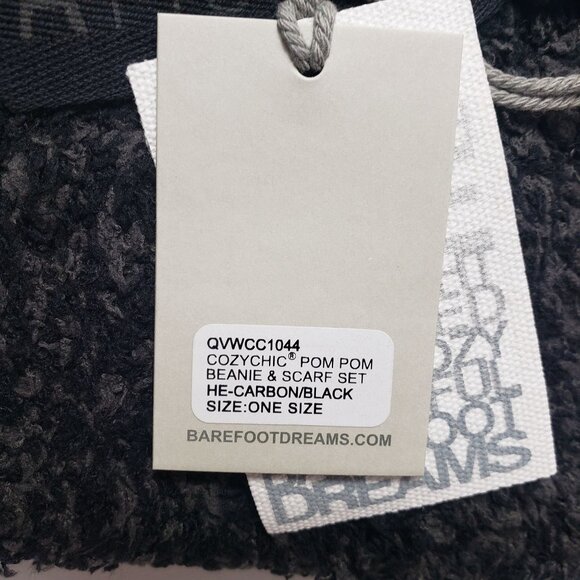 QVWCC1044
COZYCHIC® POM POM
BEANIE & SCARF SET
HE-CARBON/BLACK
SIZE:ONE SIZE
BAREFOOTDREAMS.COM
DREAMS